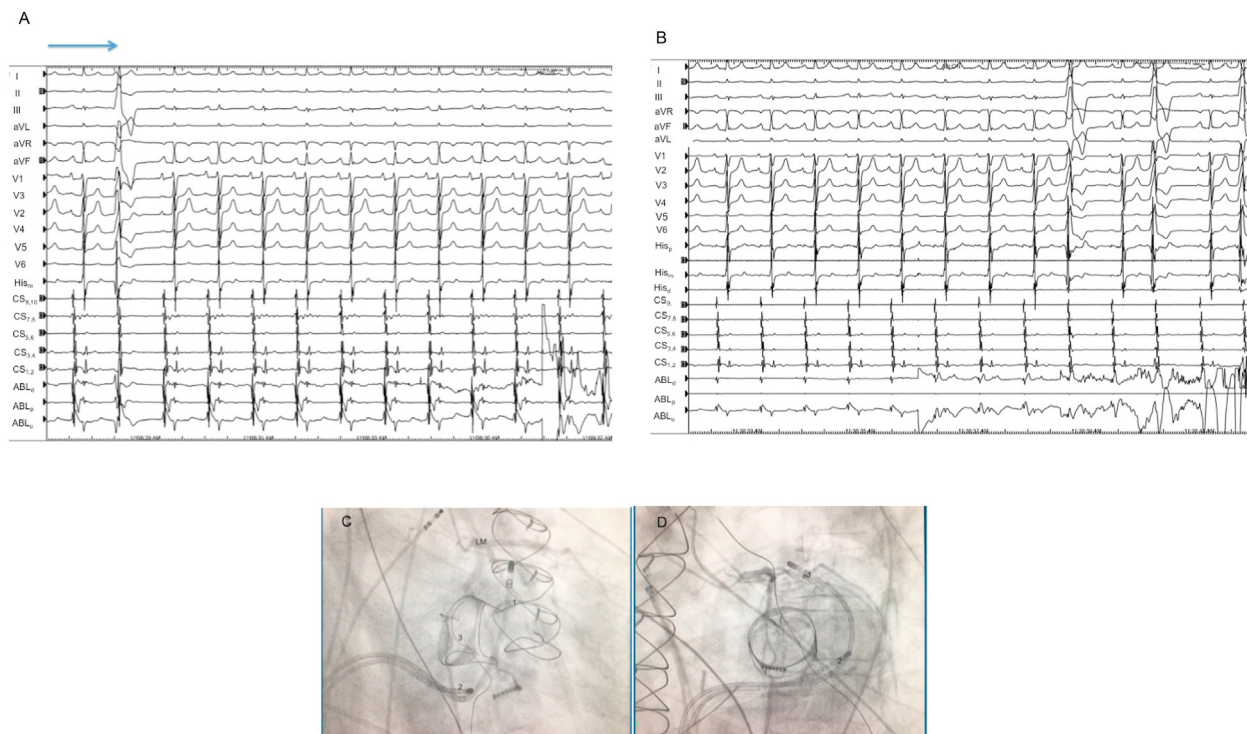 A
I
II
III
aVL
aVR
aVF
V1
V3
V2
V4
V5
V6
Hism
CS9,10
CS7,8
CS5,6
CS3,4
CS1,2
ABLd
ABLp
ABLu
B
I
II
III
aVR
aVF
aVL
V1
V2
V3
V4
V5
V6
Hisp
Hism
Hisd
CS9,
CS7,8
CS5,6
CS3,4
CS1,2
ABLd
ABLp
ABLu
C
LM
1
3
2
D
2